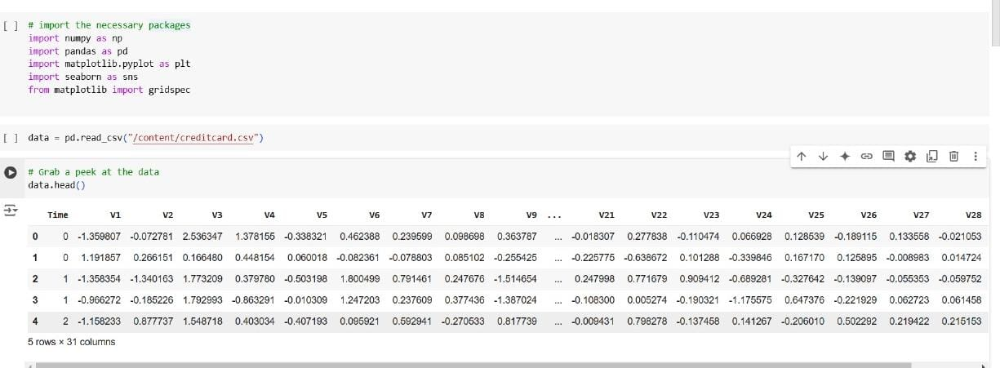 [ ] # import the necessary packages
import numpy as np
import pandas as pd
import matplotlib.pyplot as plt
import seaborn as sns
from matplotlib import gridspec
[ ] data = pd.read_csv("/content/creditcard.csv")
# Grab a peek at the data
data.head()
Time V1 V2 V3 V4 V5 V6 V7 V8 V9 ... V21 V22 V23 V24 V25 V26 V27 V28
0 0 -1.359807 -0.072781 2.536347 1.378155 -0.338321 0.462388 0.239599 0.098698 0.363787 ... -0.018307 0.277838 -0.110474 0.066928 0.128539 -0.189115 0.133558 -0.021053
1 0 1.191857 0.266151 0.166480 0.448154 0.060018 -0.082361 -0.078803 0.085102 -0.255425 ... -0.225775 -0.638672 0.101288 -0.339846 0.167170 0.125895 -0.008983 0.014724
2 1 -1.358354 -1.340163 1.773209 0.379780 -0.503198 1.800499 0.791461 0.247676 -1.514654 ... 0.247998 0.771679 0.909412 -0.689281 -0.327642 -0.139097 -0.055353 -0.059752
3 1 -0.966272 -0.185226 1.792993 -0.863291 -0.010309 1.247203 0.237609 0.377436 -1.387024 ... -0.108300 0.005274 -0.190321 -1.175575 0.647376 -0.221929 0.062723 0.061458
4 2 -1.158233 0.877737 1.548718 0.403034 -0.407193 0.095921 0.592941 -0.270533 0.817739 ... -0.009431 0.798278 -0.137458 0.141267 -0.206010 0.502292 0.219422 0.215153
5 rows × 31 columns